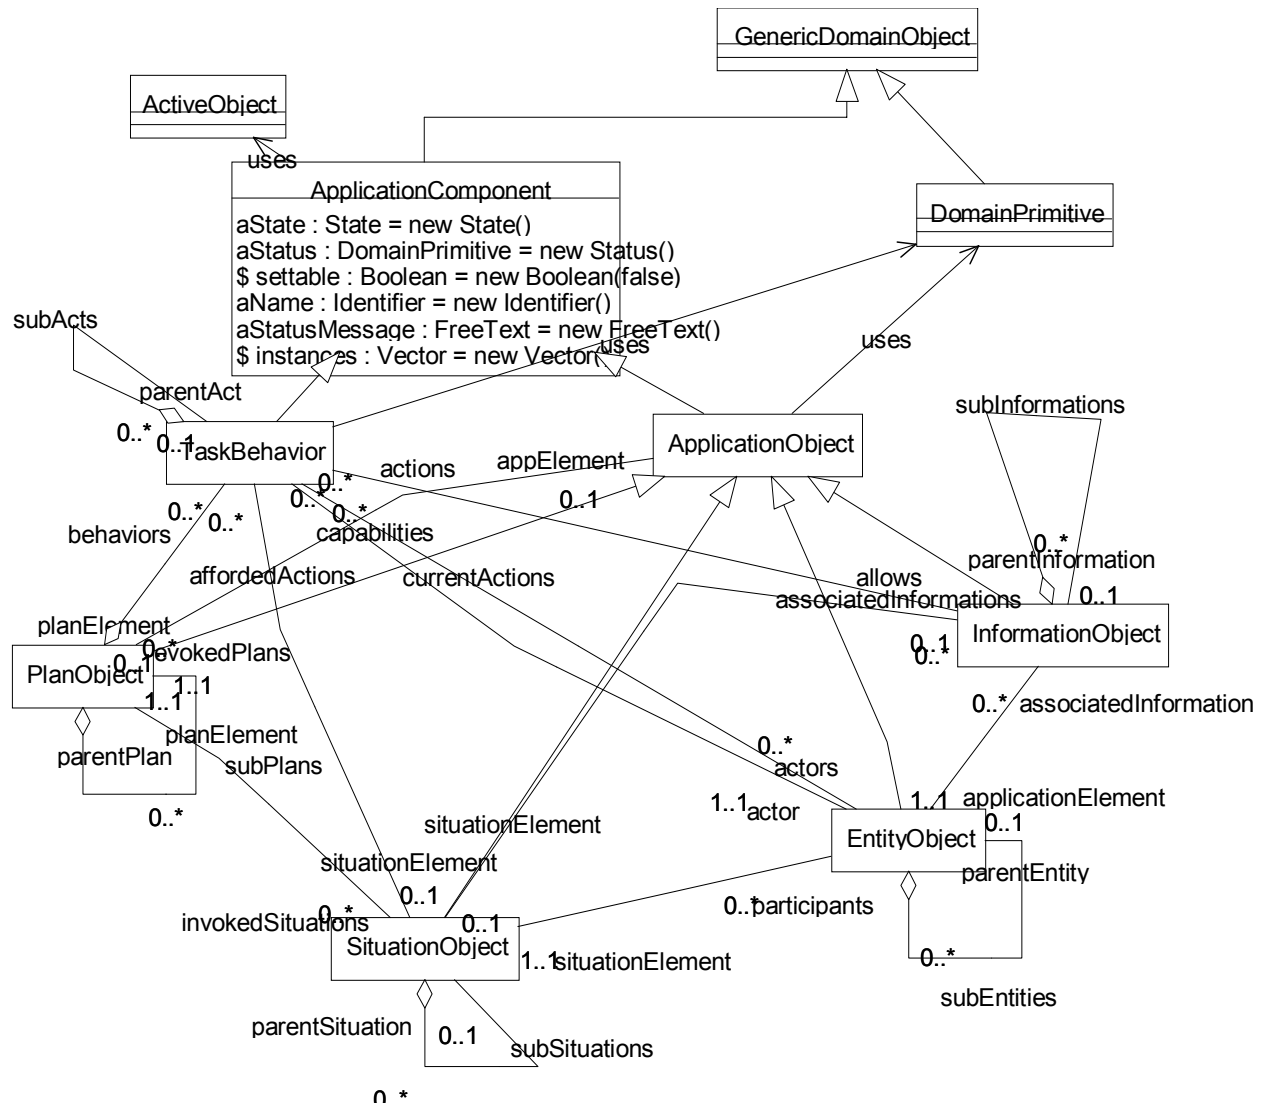 GenericDomainObject
ActiveObject
uses
ApplicationComponent
aState : State = new State()
aStatus : DomainPrimitive = new Status()
$ settable : Boolean = new Boolean(false)
aName : Identifier = new Identifier()
aStatusMessage : FreeText = new FreeText()
$ instances : Vector = new Vector()
DomainPrimitive
uses
uses
subActs
parentAct
0..*
0..1
TaskBehavior
ApplicationObject
subInformations
actions
appElement
0..*
0..*
0..1
0..*
0..*
0..*
behaviors
capabilities
0..*
parentInformation
affordedActions
currentActions
allows
associatedInformations
0..1
planElement
InformationObject
0..1
0..*
0..*
0..1
evokedPlans
PlanObject
1..1
1..1
0..*
associatedInformation
planElement
parentPlan
subPlans
0..*
actors
0..*
1..1
actor
1..1
applicationElement
0..1
situationElement
EntityObject
situationElement
parentEntity
0..1
0..*
participants
invokedSituations
0..*
0..1
SituationObject
1..1
situationElement
0..*
subEntities
parentSituation
0..1
subSituations
0..*